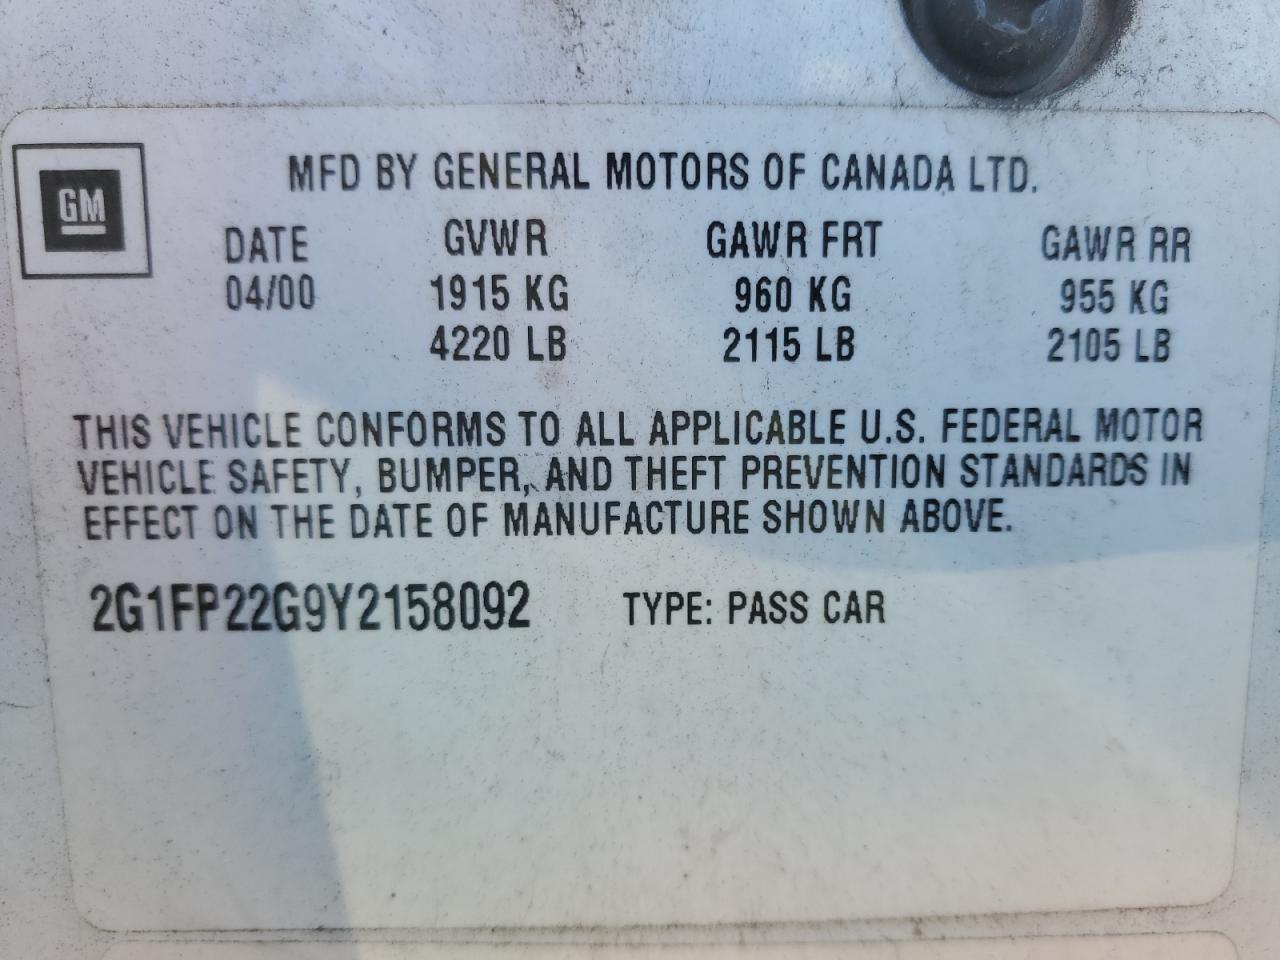 GM
MFD BY GENERAL MOTORS OF CANADA LTD.
DATE GVWR GAWR FRT GAWR RR
04/00 1915 KG 960 KG 955 KG
4220 LB 2115 LB 2105 LB
THIS VEHICLE CONFORMS TO ALL APPLICABLE U.S. FEDERAL MOTOR
VEHICLE SAFETY, BUMPER, AND THEFT PREVENTION STANDARDS IN
EFFECT ON THE DATE OF MANUFACTURE SHOWN ABOVE.
2G1FP22G9Y2158092 TYPE: PASS CAR